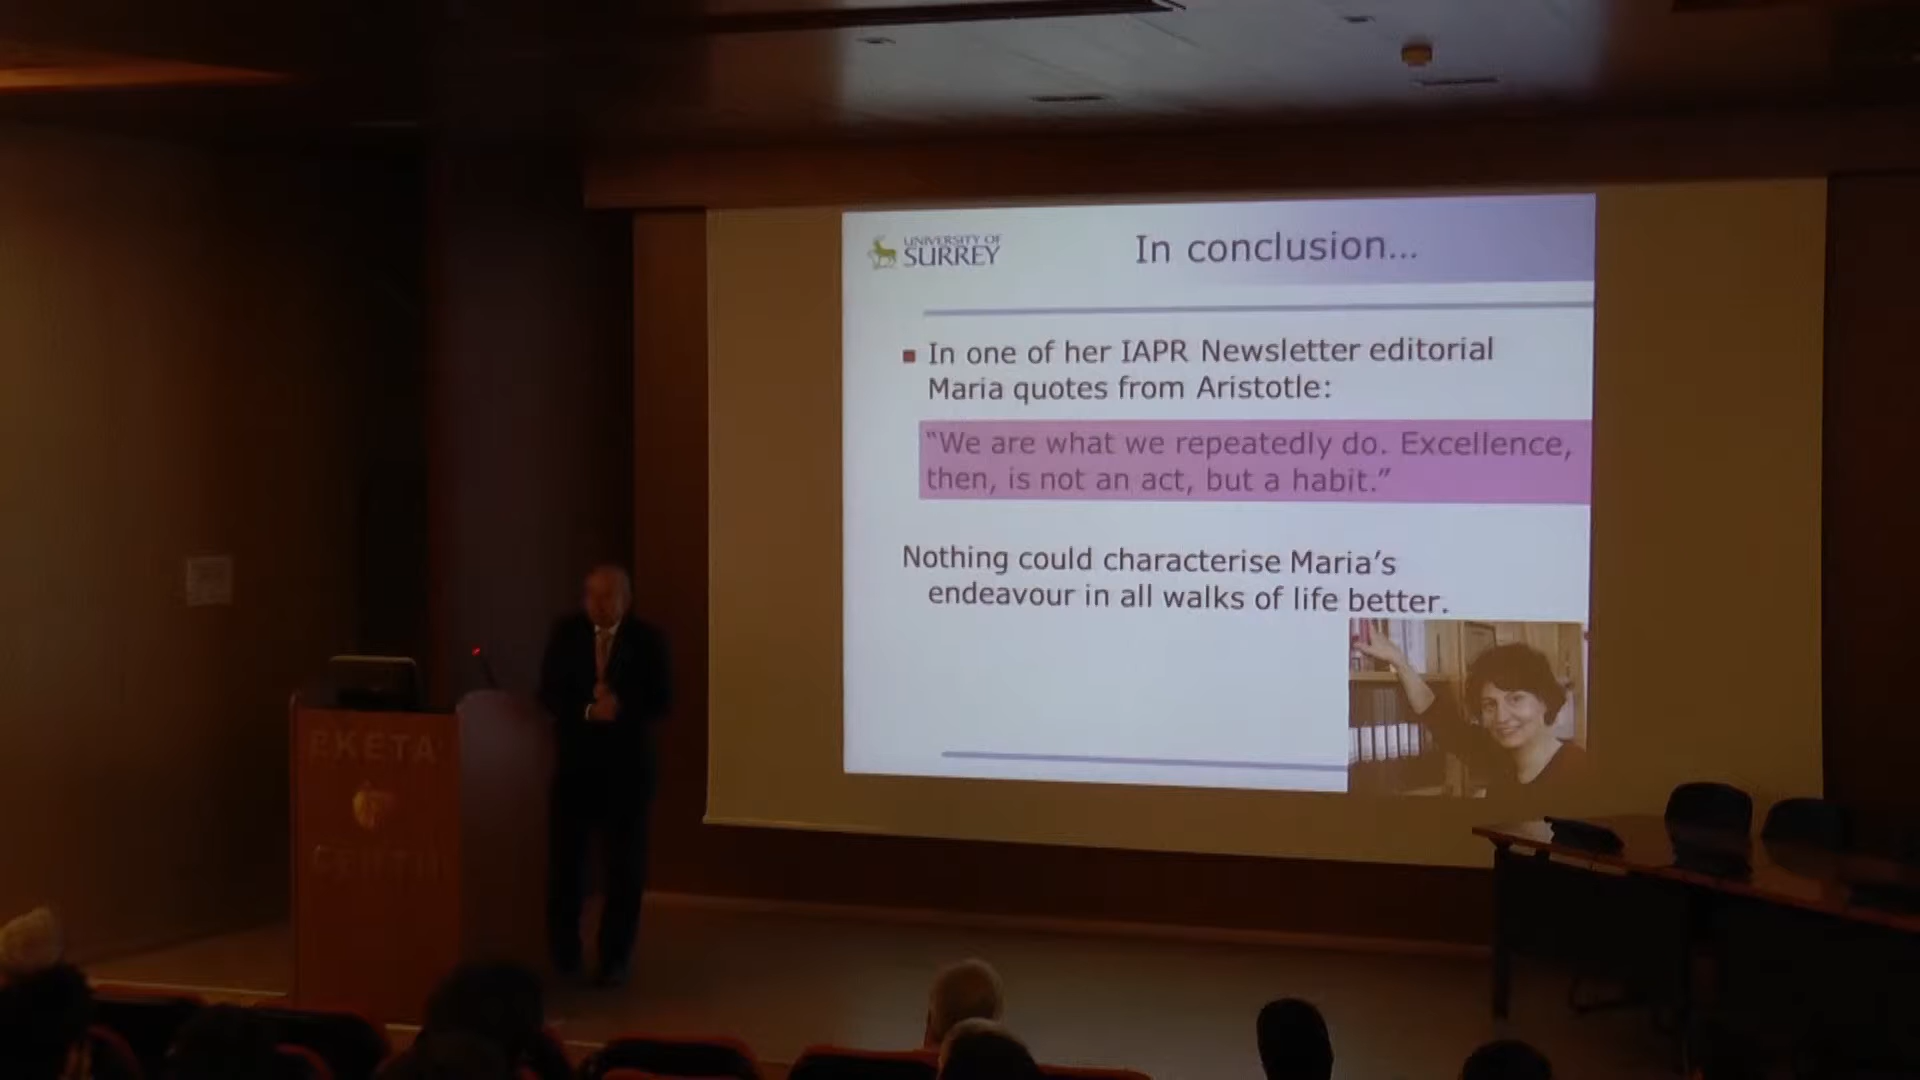 UNIVERSITY OF
SURREY
In conclusion...
In one of her IAPR Newsletter editorial
Maria quotes from Aristotle:
“We are what we repeatedly do. Excellence,
then, is not an act, but a habit.”
Nothing could characterise Maria’s
endeavour in all walks of life better.
EKETA